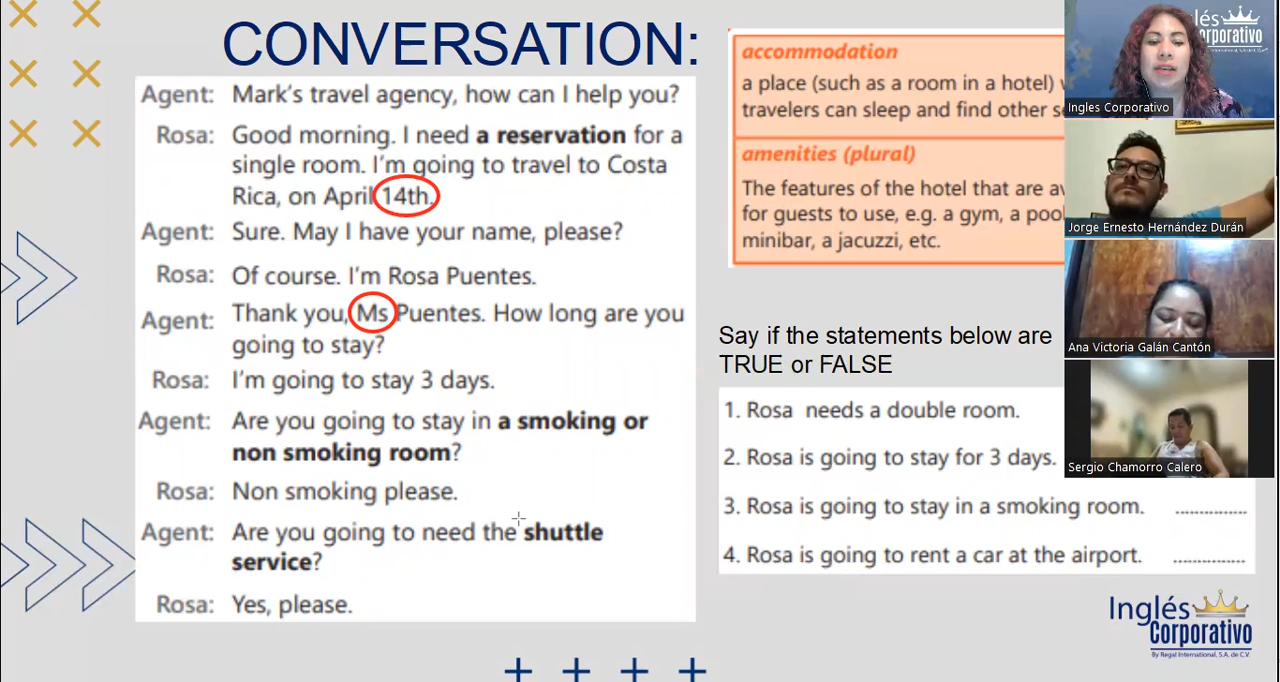 CONVERSATION:
Agent: Mark's travel agency, how can I help you?
Rosa: Good morning. I need a reservation for a
single room. I'm going to travel to Costa
Rica, on April 14th.
Agent: Sure. May I have your name, please?
Rosa: Of course. I'm Rosa Puentes.
Agent: Thank you, Ms Puentes. How long are you
going to stay?
Rosa: I'm going to stay 3 days.
Agent: Are you going to stay in a smoking or
non smoking room?
Rosa: Non smoking please.
Agent: Are you going to need the shuttle
service?
Rosa: Yes, please.
accommodation
a place (such as a room in a hotel)
travelers can sleep and find other
amenities (plural)
The features of the hotel that are
for guests to use, e.g. a gym, a pool
minibar, a jacuzzi, etc.
Say if the statements below are
TRUE or FALSE
1. Rosa needs a double room.
2. Rosa is going to stay for 3 days.
3. Rosa is going to stay in a smoking room. ..............
4. Rosa is going to rent a car at the airport. ..............
Ingles Corporativo
Jorge Ernesto Hernández Durán
Ana Victoria Galán Cantón
Sergio Chamorro Calero
Inglés
Corporativo
By Regal International, S.A. de C.V.